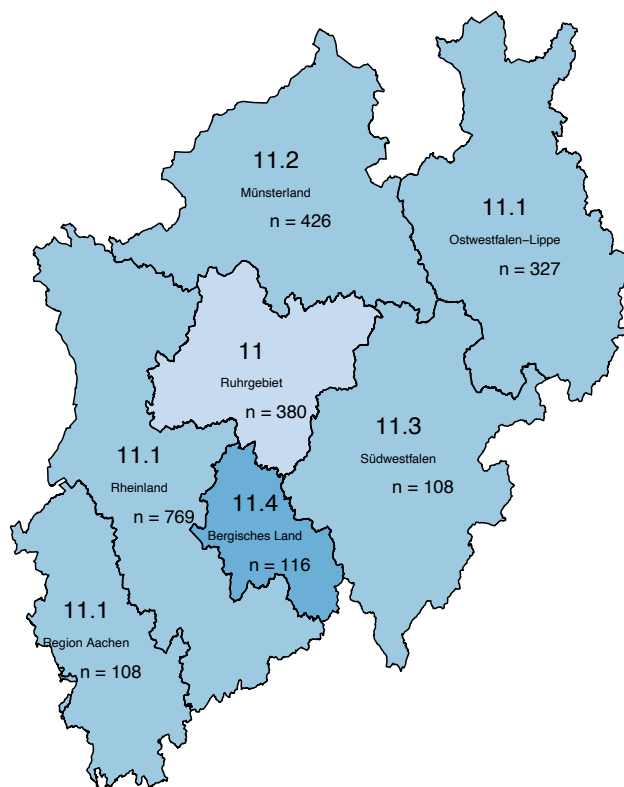 11.2
Münsterland
n = 426
11.1
Ostwestfalen−Lippe
n = 327
11
Ruhrgebiet
n = 380
11.3
Südwestfalen
n = 108
11.1
Rheinland
n = 769
11.4
Bergisches Land
n = 116
11.1
Region Aachen
n = 108